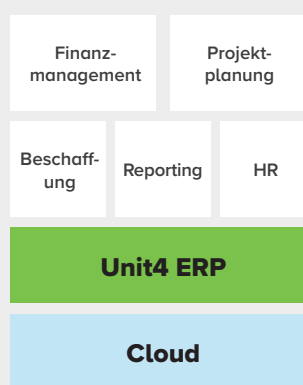 Finanz-
management
Projekt-
planung
Beschaff-
ung
Reporting
HR
Unit4 ERP
Cloud